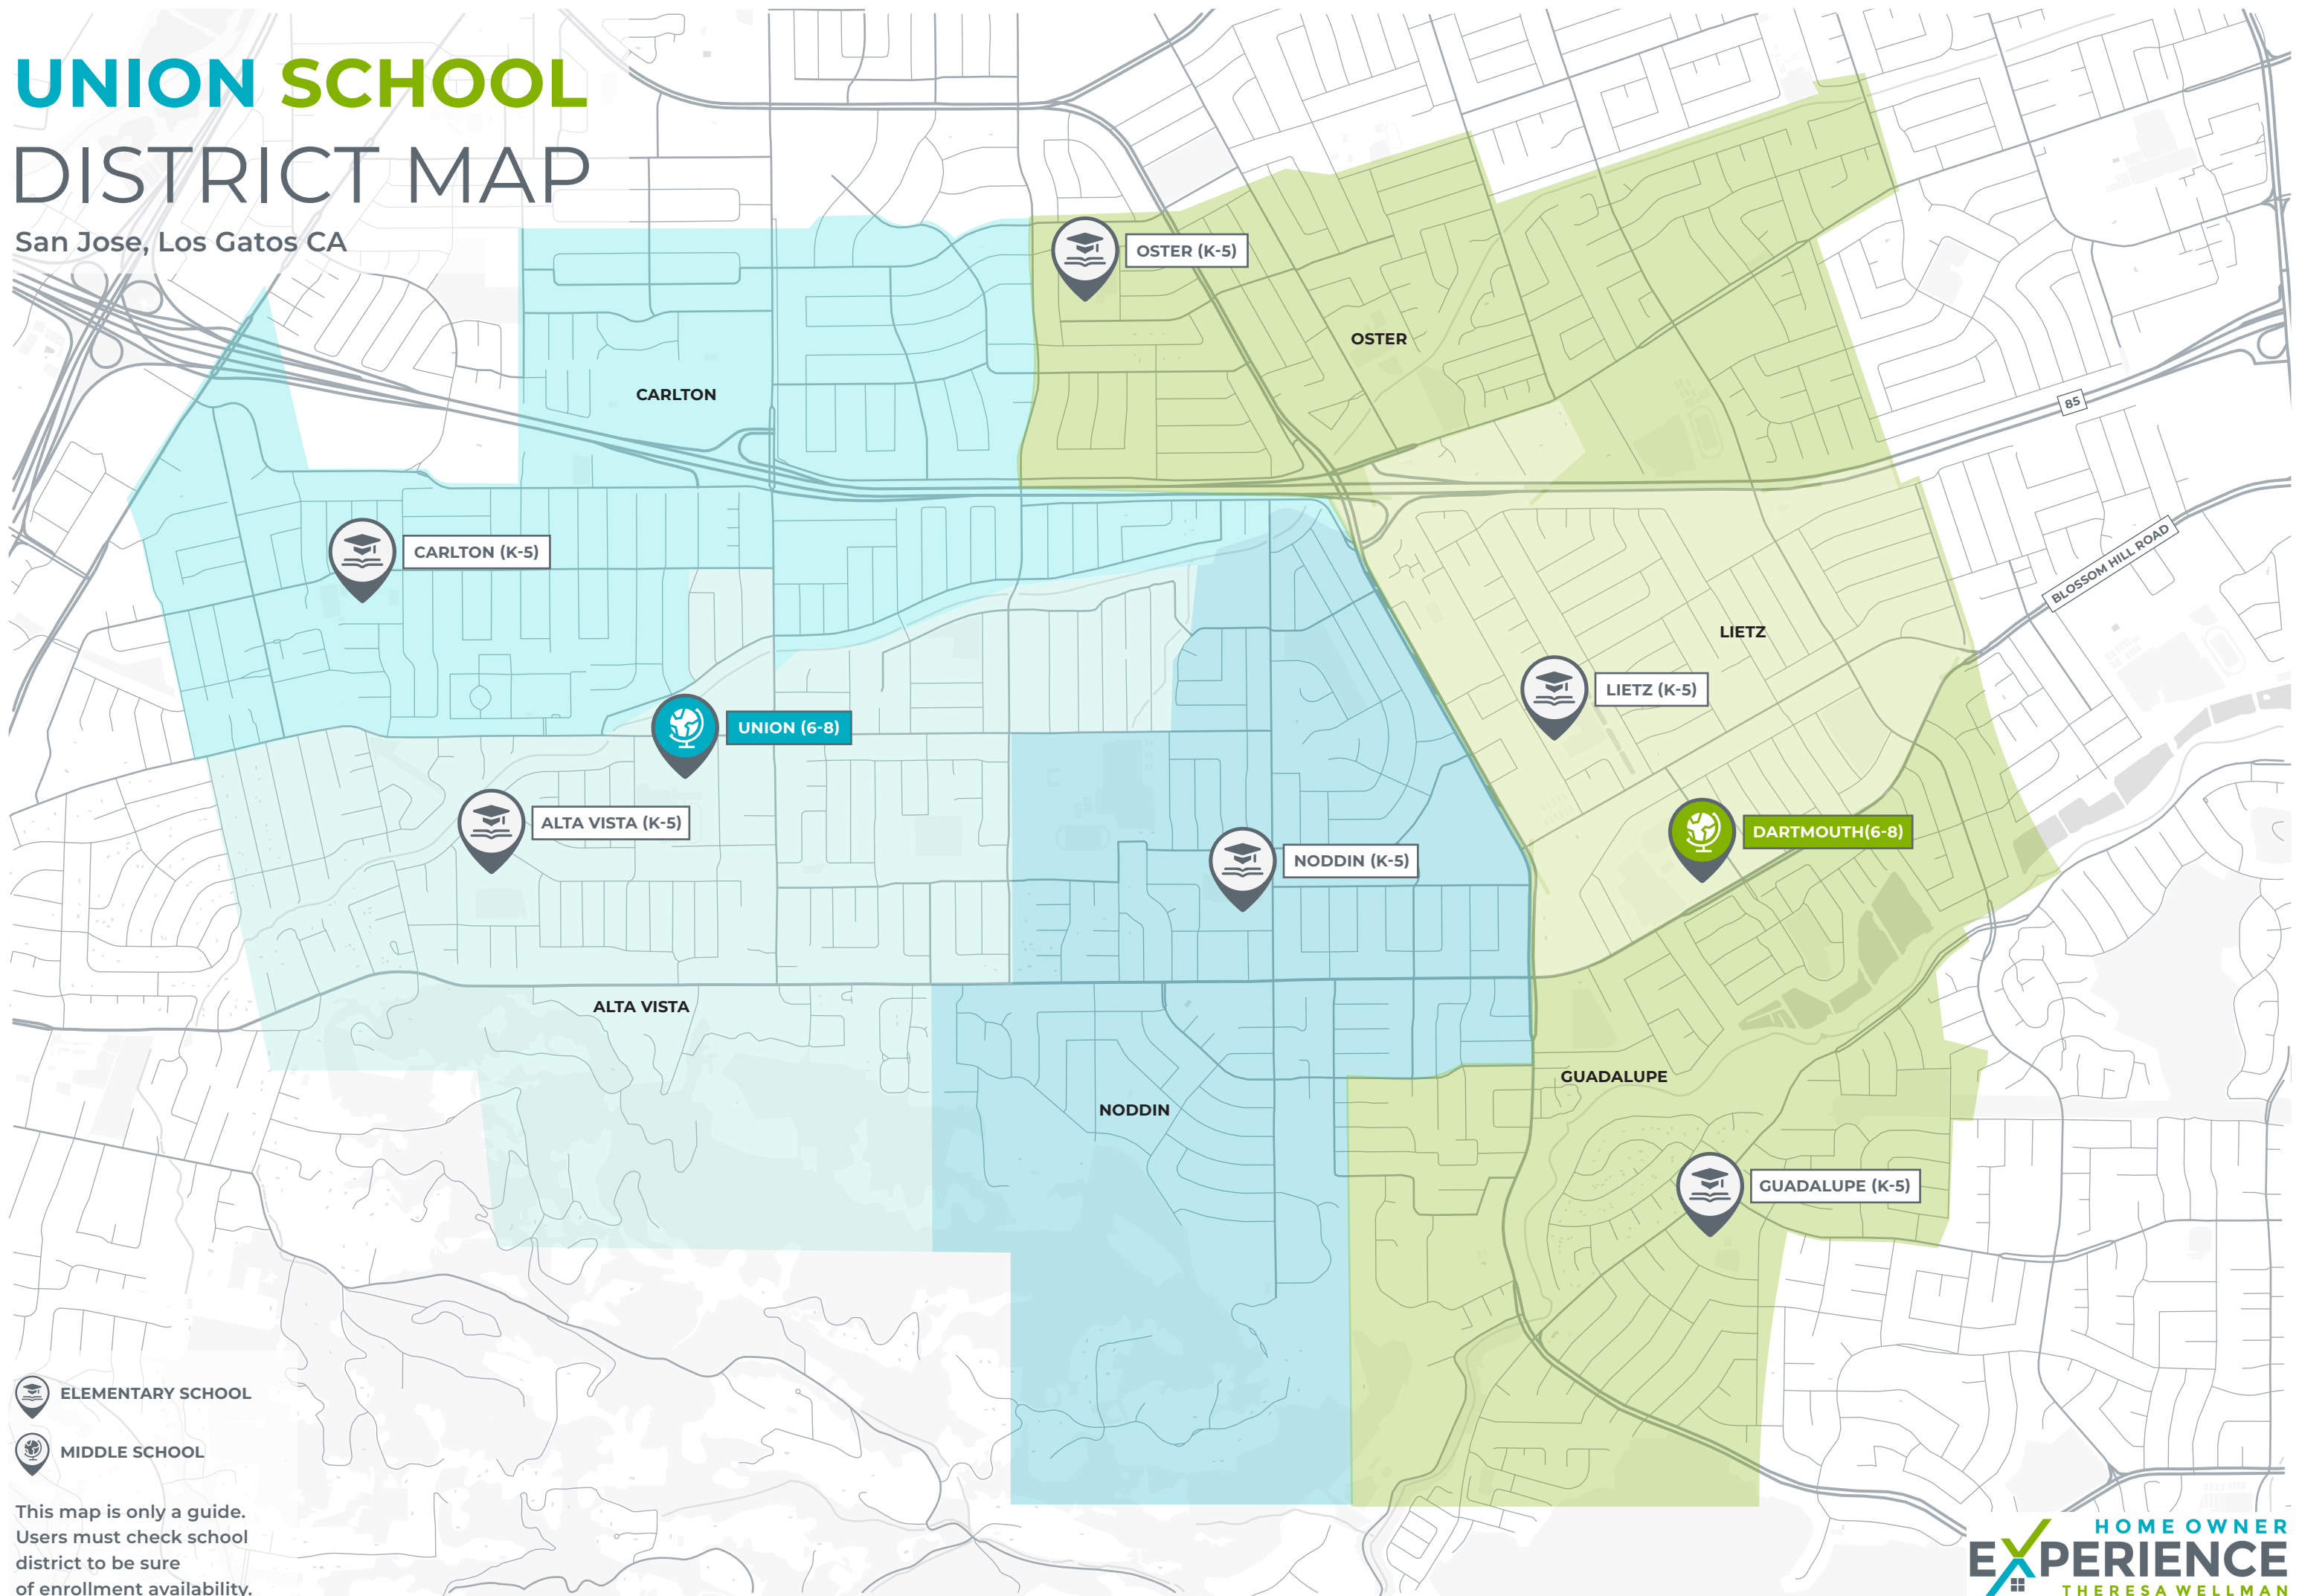 UNION SCHOOL
DISTRICT MAP
San Jose, Los Gatos CA
OSTER (K-5)
OSTER
CARLTON
85
BLOSSOM HILL ROAD
CARLTON (K-5)
LIETZ
LIETZ (K-5)
UNION (6-8)
ALTA VISTA (K-5)
DARTMOUTH(6-8)
NODDIN (K-5)
ALTA VISTA
GUADALUPE
NODDIN
GUADALUPE (K-5)
ELEMENTARY SCHOOL
MIDDLE SCHOOL
This map is only a guide.
Users must check school
district to be sure
of enrollment availability.
HOME OWNER
EXPERIENCE
THERESA WELLMAN